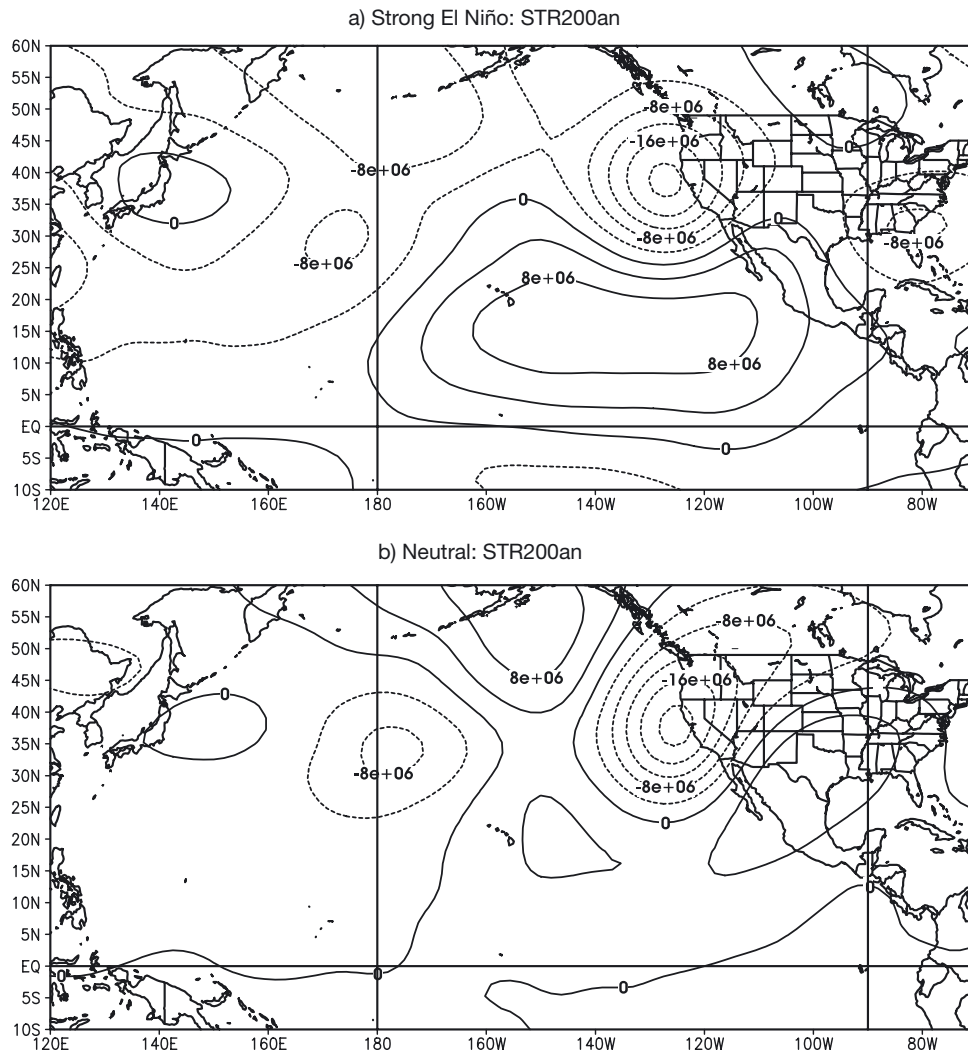 a) Strong El Niño: STR200an
60N
55N
50N
45N
40N
35N
30N
25N
20N
15N
10N
5N
EQ
5S
10S
-8e+06
-16e+06
0
-8e+06
0
0
0
-8e+06
-8e+06
-8e+06
8e+06
8e+06
0
0
120E 140E 160E 180 160W 140W 120W 100W 80W
b) Neutral: STR200an
60N
55N
50N
45N
40N
35N
30N
25N
20N
15N
10N
5N
EQ
5S
10S
-8e+06
8e+06
-16e+06
0
-8e+06
-8e+06
0
0
0
0
0
120E 140E 160E 180 160W 140W 120W 100W 80W